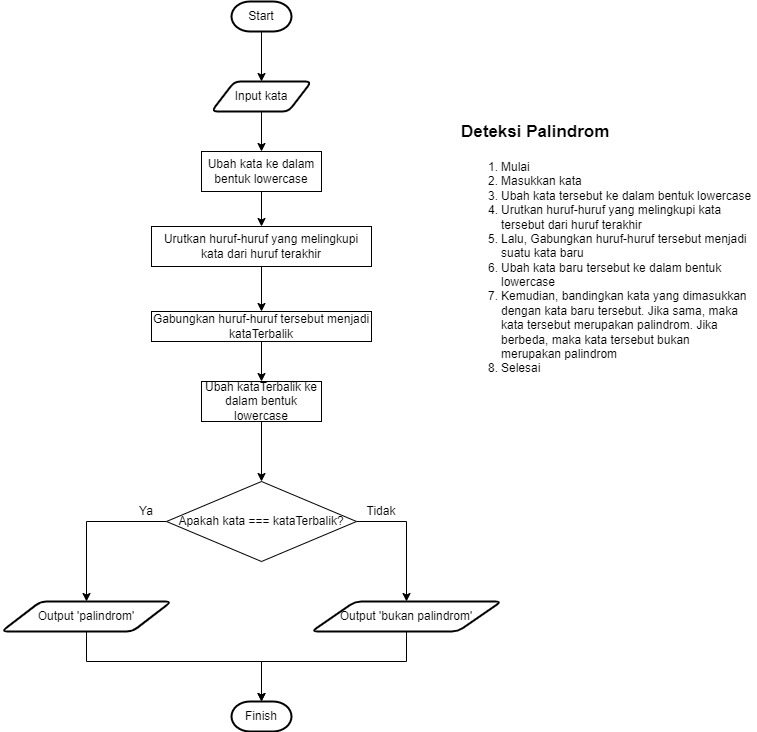 Start
Input kata
Ubah kata ke dalam
bentuk lowercase
Urutkan huruf-huruf yang melingkupi
kata dari huruf terakhir
Gabungkan huruf-huruf tersebut menjadi
kataTerbalik
Ubah kataTerbalik ke
dalam bentuk
lowercase
Apakah kata === kataTerbalik?
Ya
Tidak
Output 'palindrom'
Output 'bukan palindrom'
Finish
Deteksi Palindrom
1. Mulai
2. Masukkan kata
3. Ubah kata tersebut ke dalam bentuk lowercase
4. Urutkan huruf-huruf yang melingkupi kata
tersebut dari huruf terakhir
5. Lalu, Gabungkan huruf-huruf tersebut menjadi
suatu kata baru
6. Ubah kata baru tersebut ke dalam bentuk
lowercase
7. Kemudian, bandingkan kata yang dimasukkan
dengan kata baru tersebut. Jika sama, maka
kata tersebut merupakan palindrom. Jika
berbeda, maka kata tersebut bukan
merupakan palindrom
8. Selesai